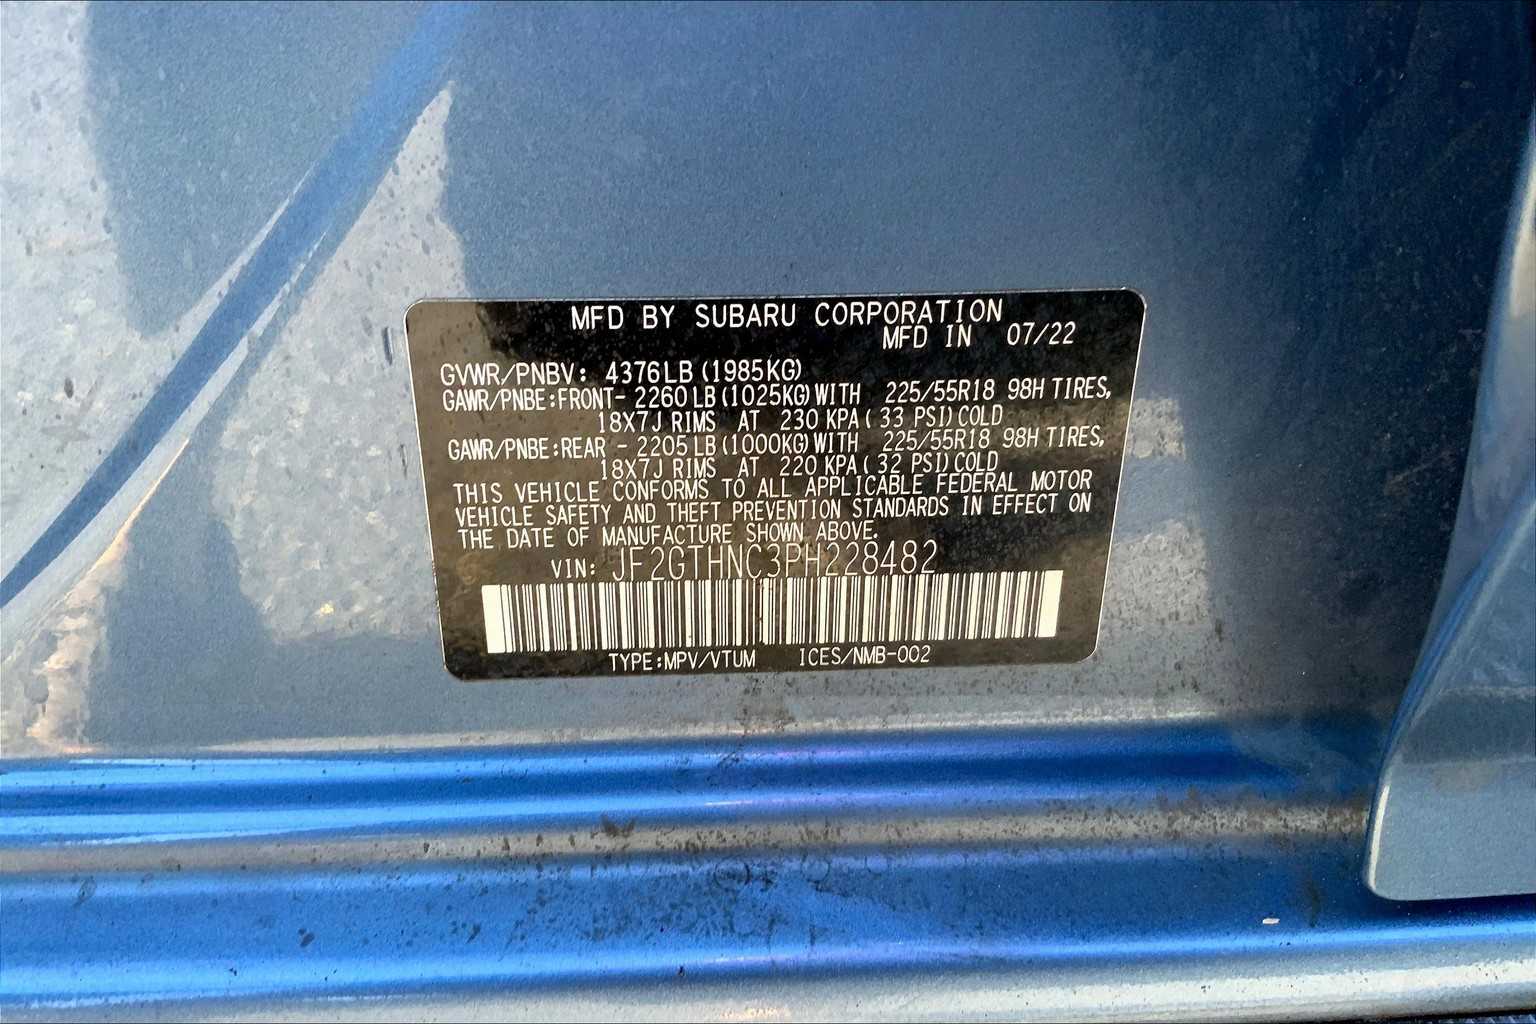 MFD BY SUBARU CORPORATION
MFD IN 07/22
GVWR/PNBV: 4376LB (1985KG)
GAWR/PNBE:FRONT- 2260LB (1025KG) WITH 225/55R18 98H TIRES,
18X7J RIMS AT 230 KPA ( 33 PSI) COLD
GAWR/PNBE:REAR - 2205LB (1000KG) WITH 225/55R18 98H TIRES,
18X7J RIMS AT 220 KPA ( 32 PSI) COLD
THIS VEHICLE CONFORMS TO ALL APPLICABLE FEDERAL MOTOR
VEHICLE SAFETY AND THEFT PREVENTION STANDARDS IN EFFECT ON
THE DATE OF MANUFACTURE SHOWN ABOVE.
VIN: JF2GTHNC3PH228482
TYPE:MPV/VTUM ICES/NMB-002